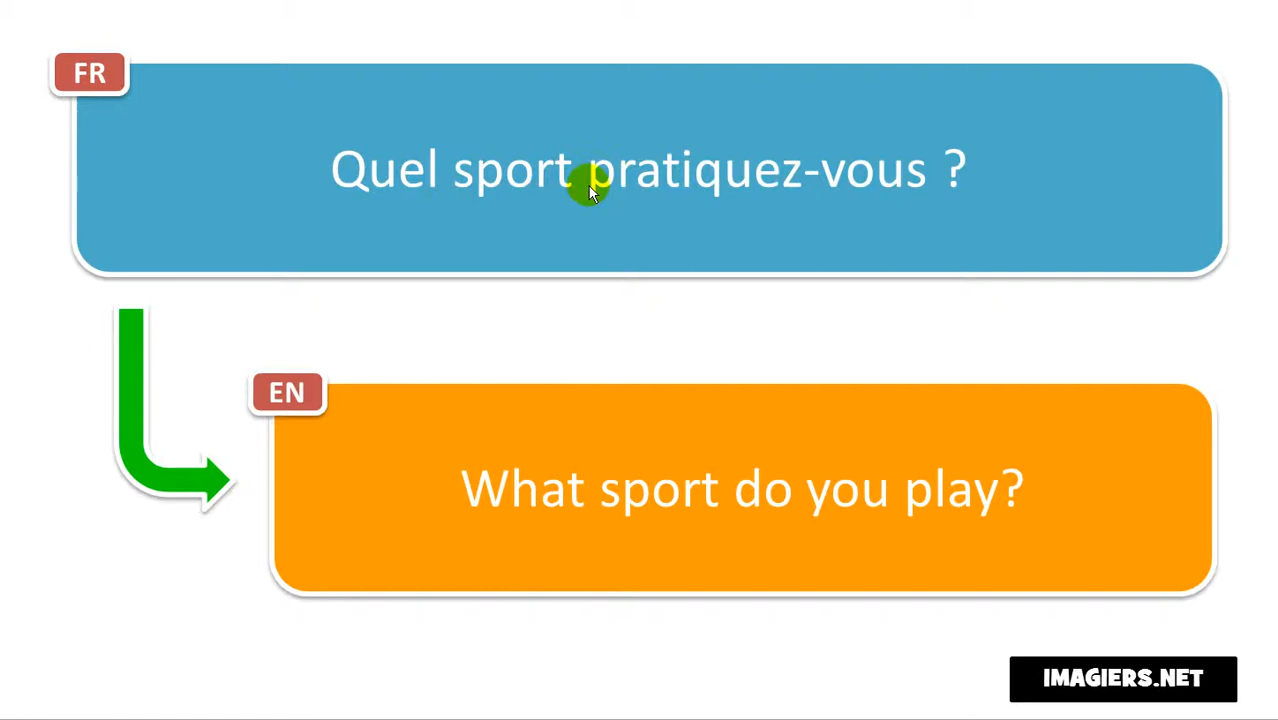 FR
Quel sport pratiquez-vous ?
EN
What sport do you play?
IMAGIERS.NET